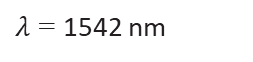 λ = 1542 nm